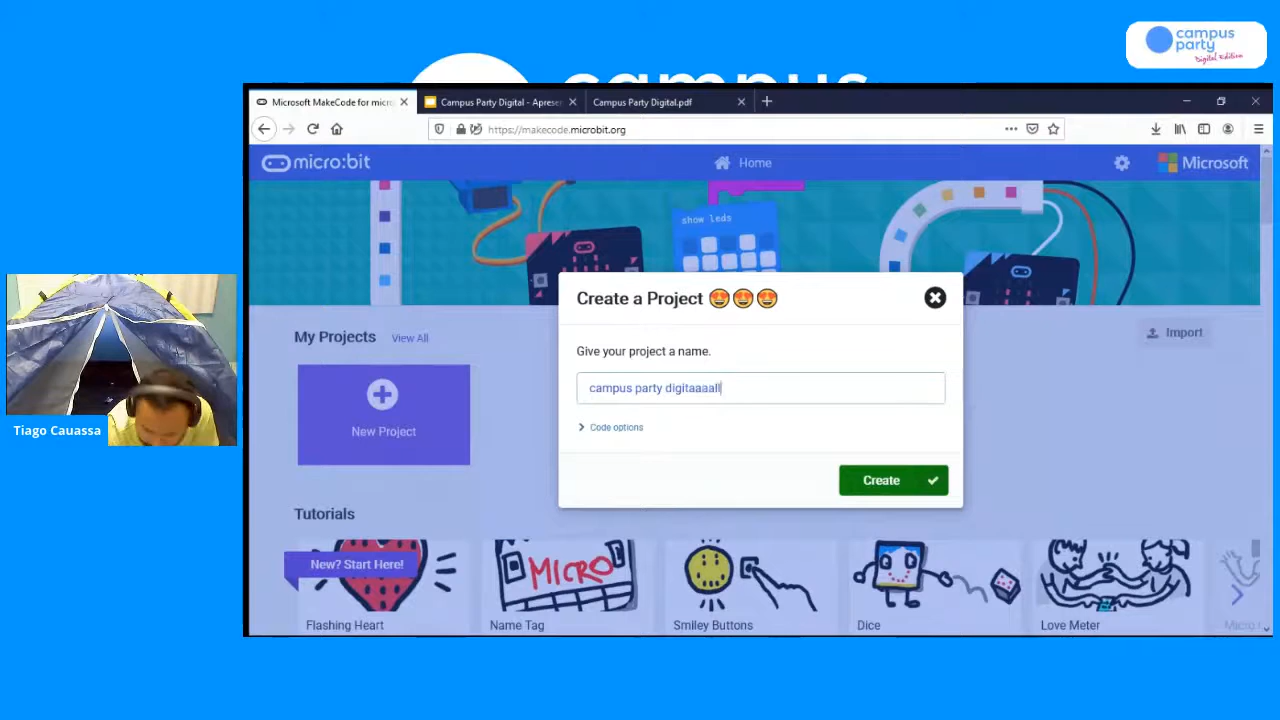 campus
party
Digital Edition
campus
Microsoft MakeCode for micro
Campus Party Digital - Aprese
Campus Party Digital.pdf
https://makecode.microbit.org
micro:bit
Home
Microsoft
show leds
Create a Project 😍😍😍
Give your project a name.
campus party digitaaaall
Code options
Create
My Projects
View All
Import
New Project
Tiago Cauassa
Tutorials
New? Start Here!
MICRO
Flashing Heart
Name Tag
Smiley Buttons
Dice
Love Meter
Micro